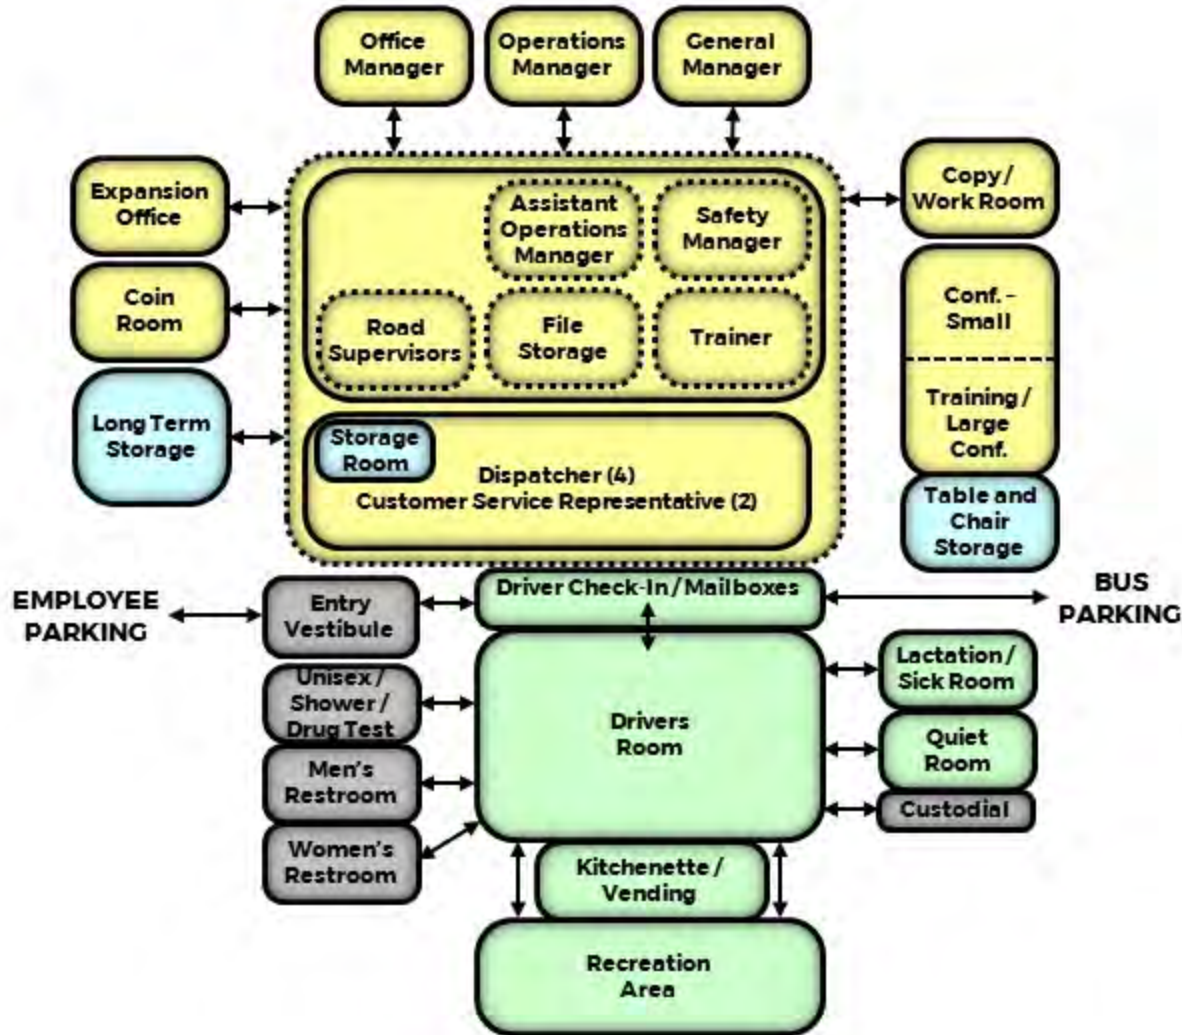 Office
Manager
Operations
Manager
General
Manager
Expansion
Office
Assistant
Operations
Manager
Safety
Manager
Copy /
Work Room
Coin
Room
Road
Supervisors
File
Storage
Trainer
Conf. -
Small
Training /
Large
Conf.
Long Term
Storage
Storage
Room
Dispatcher (4)
Customer Service Representative (2)
Table and
Chair
Storage
EMPLOYEE
PARKING
Entry
Vestibule
Driver Check-In / Mailboxes
BUS
PARKING
Unisex /
Shower /
Drug Test
Drivers
Room
Lactation /
Sick Room
Men's
Restroom
Quiet
Room
Custodial
Women's
Restroom
Kitchenette /
Vending
Recreation
Area